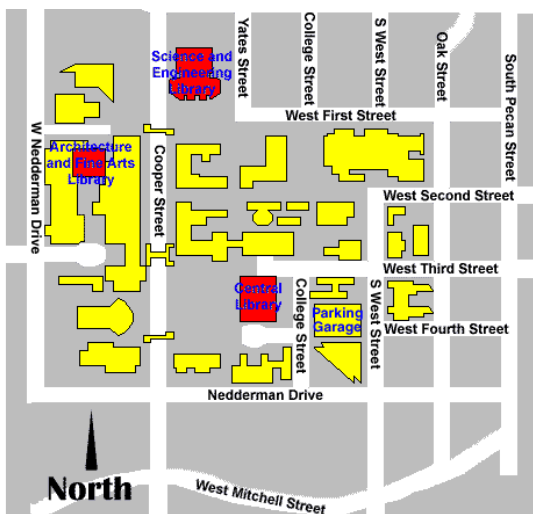 Science and
Engineering
Library
Yates Street
College Street
S West Street
Oak Street
South Pecan Street
West First Street
W Nedderman Drive
Architecture
and Fine Arts
Library
Cooper Street
West Second Street
West Third Street
Central
Library
College Street
Parking
Garage
S West Street
West Fourth Street
Nedderman Drive
North
West Mitchell Street